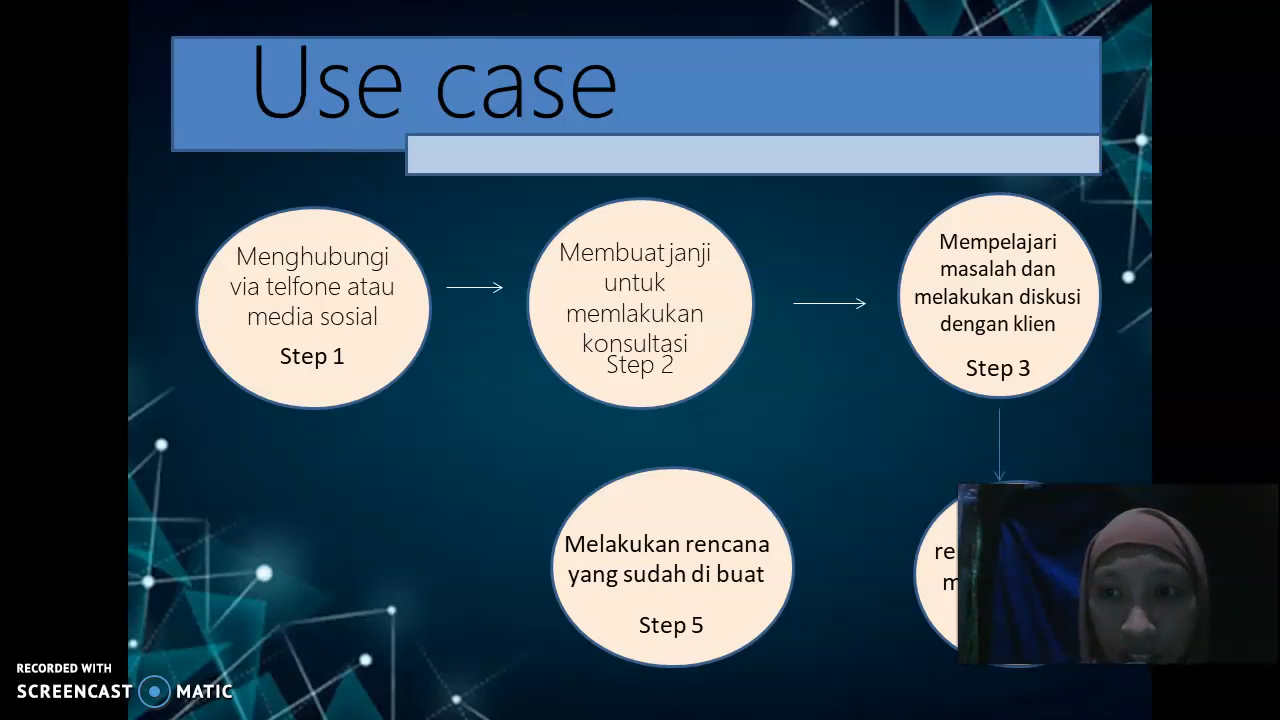 Use case
Menghubungi
via telfone atau
media sosial
Step 1
Membuat janji
untuk
memlakukan
konsultasi
Step 2
Mempelajari
masalah dan
melakukan diskusi
dengan klien
Step 3
Melakukan rencana
yang sudah di buat
Step 5
RECORDED WITH
SCREENCAST MATIC